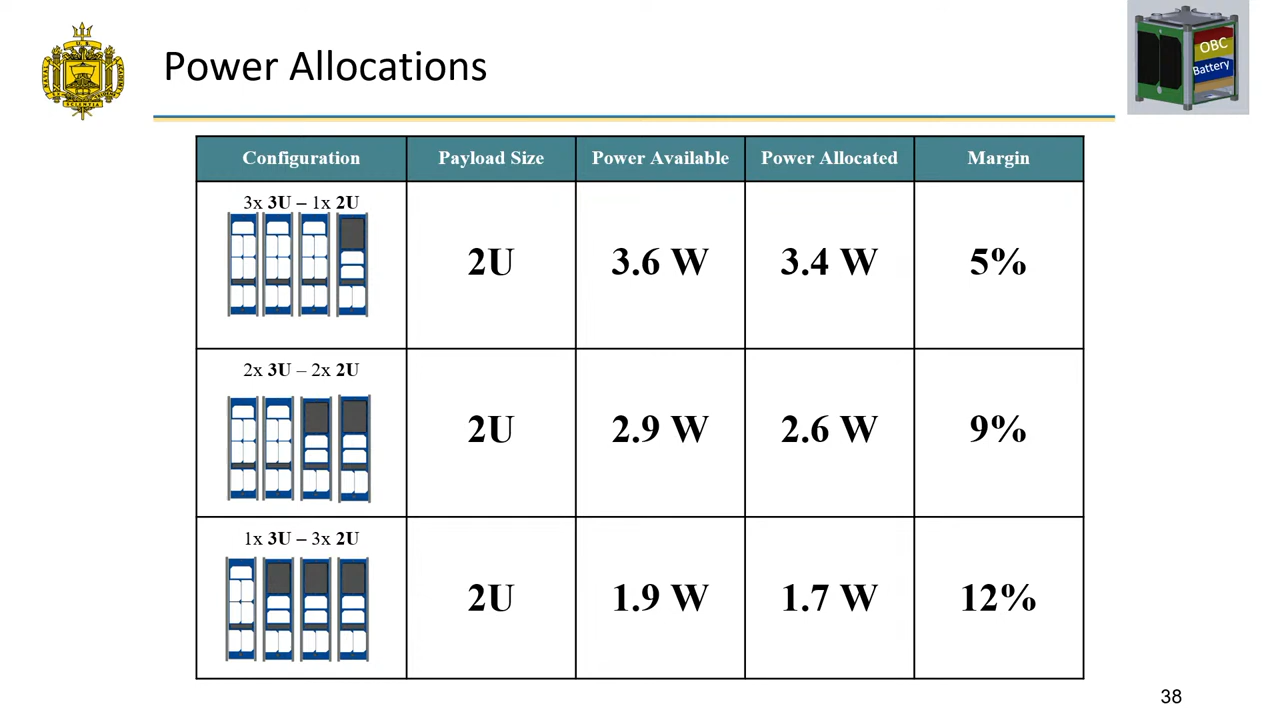 Power Allocations
OBC
Battery
Configuration Payload Size Power Available Power Allocated Margin
3x 3U – 1x 2U
2U 3.6 W 3.4 W 5%
2x 3U – 2x 2U
2U 2.9 W 2.6 W 9%
1x 3U – 3x 2U
2U 1.9 W 1.7 W 12%
38